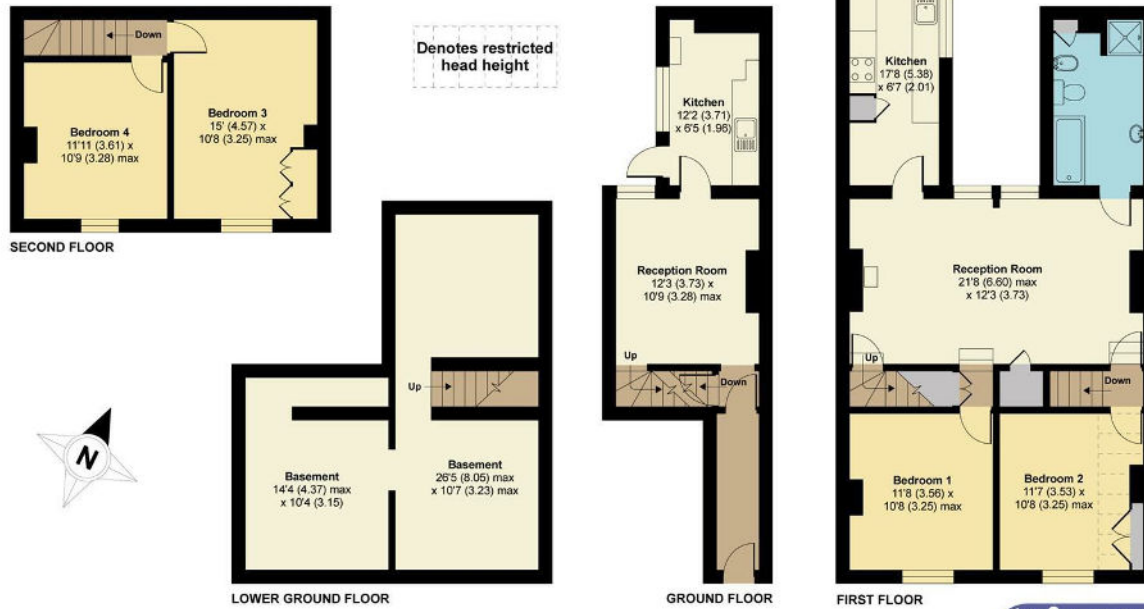 Down
Bedroom 4
11'11 (3.61) x
10'9 (3.28) max
Bedroom 3
15' (4.57) x
10'8 (3.25) max
SECOND FLOOR
Denotes restricted
head height
N
Up
Basement
14'4 (4.37) max
x 10'4 (3.15)
Basement
26'5 (8.05) max
x 10'7 (3.23) max
LOWER GROUND FLOOR
Kitchen
12'2 (3.71)
x 6'5 (1.96)
Reception Room
12'3 (3.73) x
10'9 (3.28) max
Up
Down
GROUND FLOOR
Kitchen
17'8 (5.38)
x 6'7 (2.01)
Reception Room
21'8 (6.60) max
x 12'3 (3.73)
Up
Down
Bedroom 1
11'8 (3.56) x
10'8 (3.25) max
Bedroom 2
11'7 (3.53) x
10'8 (3.25) max
FIRST FLOOR